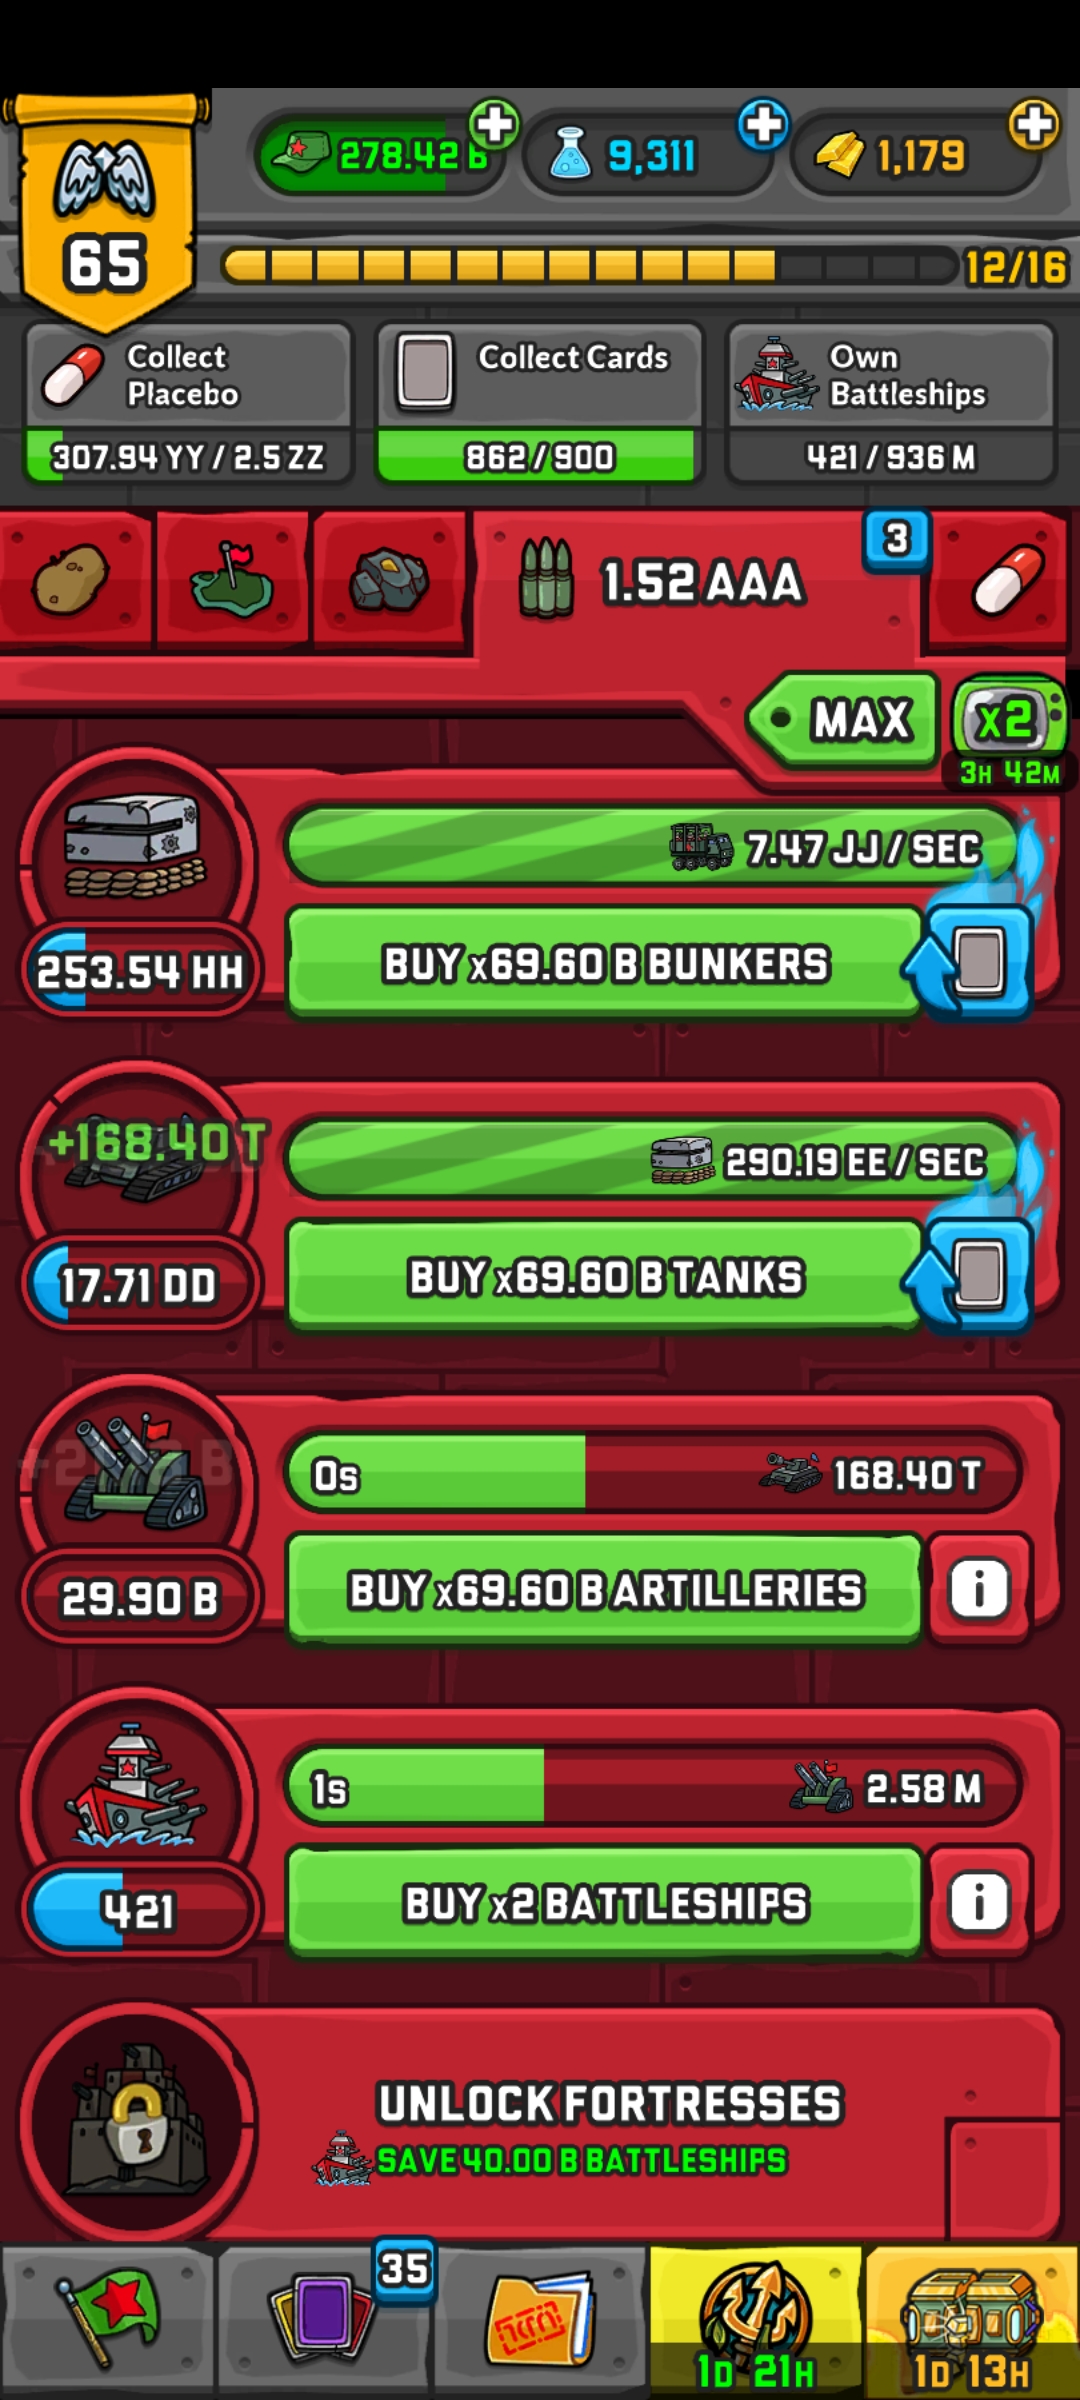 278.42 B
9,311
1,179
65
12/16
Collect
Placebo
307.94 YY / 2.5 ZZ
Collect Cards
862/900
Own
Battleships
421 / 936 M
1.52 AAA
3
MAX
x2
3H 42M
7.47 JJ / SEC
253.54 HH
BUY x69.60 B BUNKERS
+168.40 T
290.19 EE / SEC
17.71 DD
BUY x69.60 B TANKS
0s
168.40 T
29.90 B
BUY x69.60 B ARTILLERIES
1s
2.58 M
421
BUY x2 BATTLESHIPS
UNLOCK FORTRESSES
SAVE 40.00 B BATTLESHIPS
35
1D 21H
1D 13H